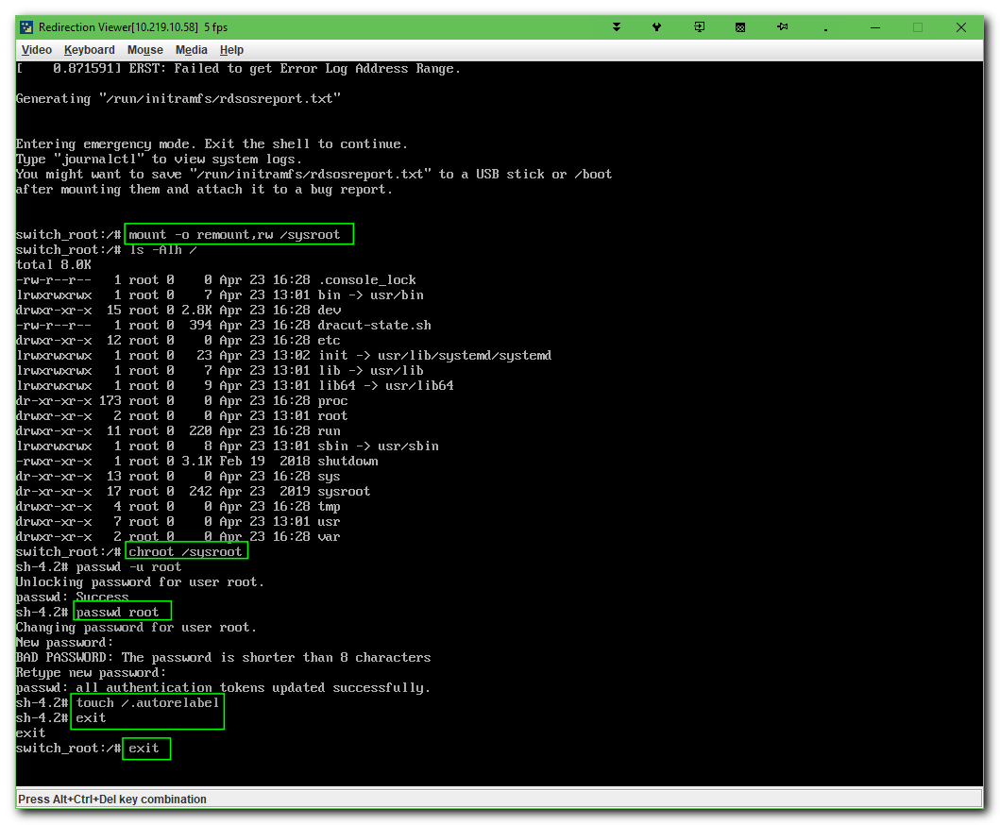 Redirection Viewer[10.219.10.58] 5 fps
Video Keyboard Mouse Media Help
[    0.871591] ERST: Failed to get Error Log Address Range.
Generating "/run/initramfs/rdsosreport.txt"
Entering emergency mode. Exit the shell to continue.
Type "journalctl" to view system logs.
You might want to save "/run/initramfs/rdsosreport.txt" to a USB stick or /boot
after mounting them and attach it to a bug report.
switch_root:/# mount -o remount,rw /sysroot
switch_root:/# ls -Alh /
total 8.0K
-rw-r--r--   1 root 0    0 Apr 23 16:28 .console_lock
lrwxrwxrwx   1 root 0    7 Apr 23 13:01 bin -> usr/bin
drwxr-xr-x  15 root 0 2.8K Apr 23 16:28 dev
-rw-r--r--   1 root 0  394 Apr 23 16:28 dracut-state.sh
drwxr-xr-x  12 root 0    0 Apr 23 16:28 etc
lrwxrwxrwx   1 root 0   23 Apr 23 13:02 init -> usr/lib/systemd/systemd
lrwxrwxrwx   1 root 0    7 Apr 23 13:01 lib -> usr/lib
lrwxrwxrwx   1 root 0    9 Apr 23 13:01 lib64 -> usr/lib64
dr-xr-xr-x 173 root 0    0 Apr 23 16:28 proc
drwxr-xr-x   2 root 0    0 Apr 23 13:01 root
drwxr-xr-x  11 root 0  220 Apr 23 16:28 run
lrwxrwxrwx   1 root 0    8 Apr 23 13:01 sbin -> usr/sbin
-rwxr-xr-x   1 root 0 3.1K Feb 19  2018 shutdown
dr-xr-xr-x  13 root 0    0 Apr 23 16:28 sys
dr-xr-xr-x  17 root 0  242 Apr 23  2019 sysroot
drwxr-xr-x   4 root 0    0 Apr 23 16:28 tmp
drwxr-xr-x   7 root 0    0 Apr 23 13:01 usr
drwxr-xr-x   2 root 0    0 Apr 23 16:28 var
switch_root:/# chroot /sysroot
sh-4.2# passwd -u root
Unlocking password for user root.
passwd: Success
sh-4.2# passwd root
Changing password for user root.
New password:
BAD PASSWORD: The password is shorter than 8 characters
Retype new password:
passwd: all authentication tokens updated successfully.
sh-4.2# touch /.autorelabel
sh-4.2# exit
exit
switch_root:/# exit
Press Alt+Ctrl+Del key combination